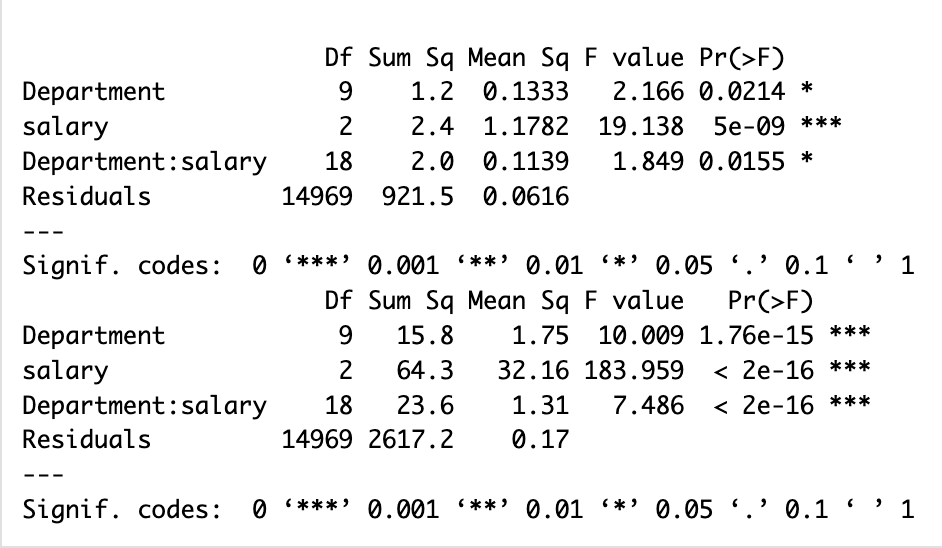 Df Sum Sq Mean Sq F value Pr(>F)
Department 9 1.2 0.1333 2.166 0.0214 *
salary 2 2.4 1.1782 19.138 5e-09 ***
Department:salary 18 2.0 0.1139 1.849 0.0155 *
Residuals 14969 921.5 0.0616
---
Signif. codes: 0 ‘***’ 0.001 ‘**’ 0.01 ‘*’ 0.05 ‘.’ 0.1 ‘ ’ 1
Df Sum Sq Mean Sq F value Pr(>F)
Department 9 15.8 1.75 10.009 1.76e-15 ***
salary 2 64.3 32.16 183.959 < 2e-16 ***
Department:salary 18 23.6 1.31 7.486 < 2e-16 ***
Residuals 14969 2617.2 0.17
---
Signif. codes: 0 ‘***’ 0.001 ‘**’ 0.01 ‘*’ 0.05 ‘.’ 0.1 ‘ ’ 1